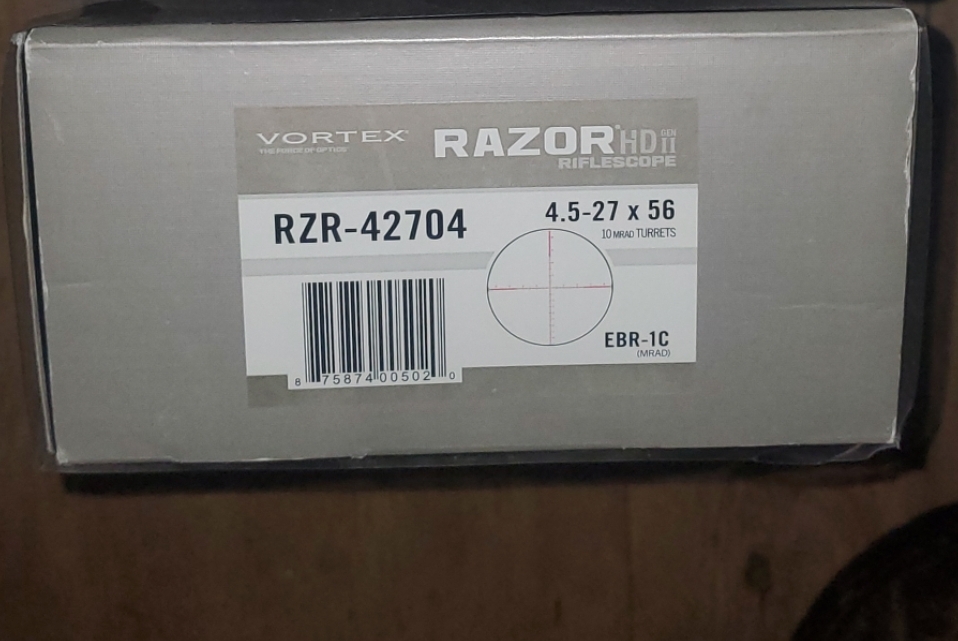 VORTEX®
THE FORCE OF OPTICS
RAZOR® HD GEN II
RIFLESCOPE
RZR-42704
4.5-27 x 56
10 MRAD TURRETS
EBR-1C
(MRAD)
8 75874 00502 0